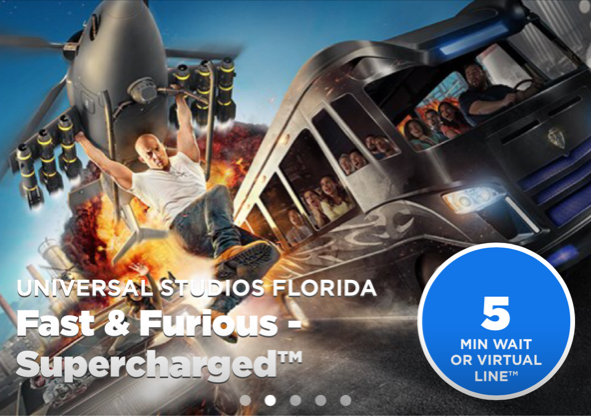 UNIVERSAL STUDIOS FLORIDA
Fast & Furious -
Supercharged™
5
MIN WAIT
OR VIRTUAL
LINE™